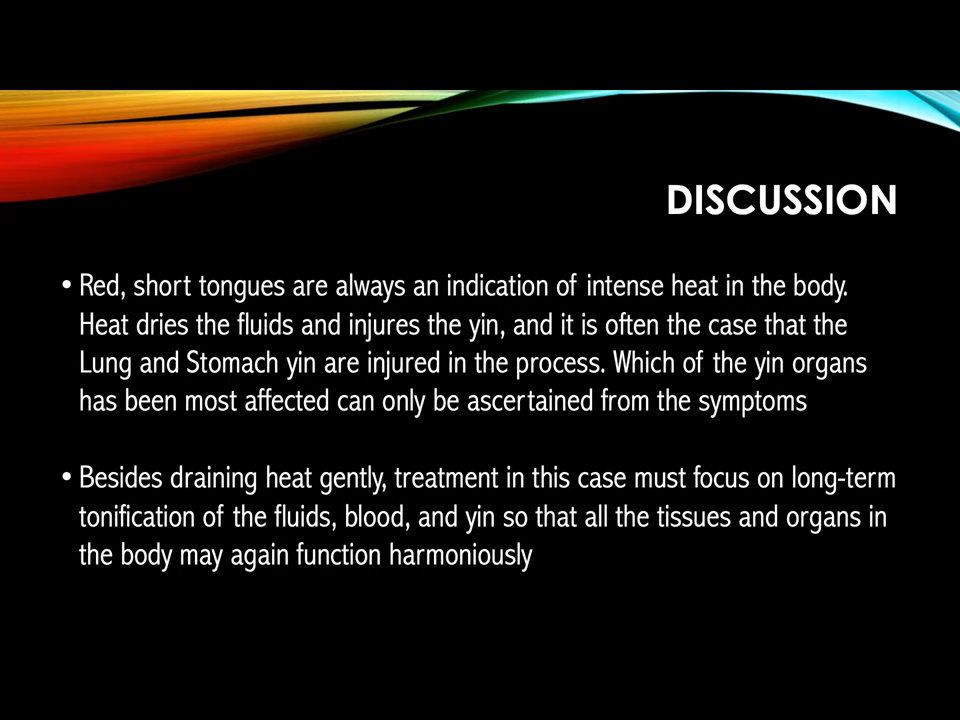 DISCUSSION
• Red, short tongues are always an indication of intense heat in the body.
Heat dries the fluids and injures the yin, and it is often the case that the
Lung and Stomach yin are injured in the process. Which of the yin organs
has been most affected can only be ascertained from the symptoms
• Besides draining heat gently, treatment in this case must focus on long-term
tonification of the fluids, blood, and yin so that all the tissues and organs in
the body may again function harmoniously